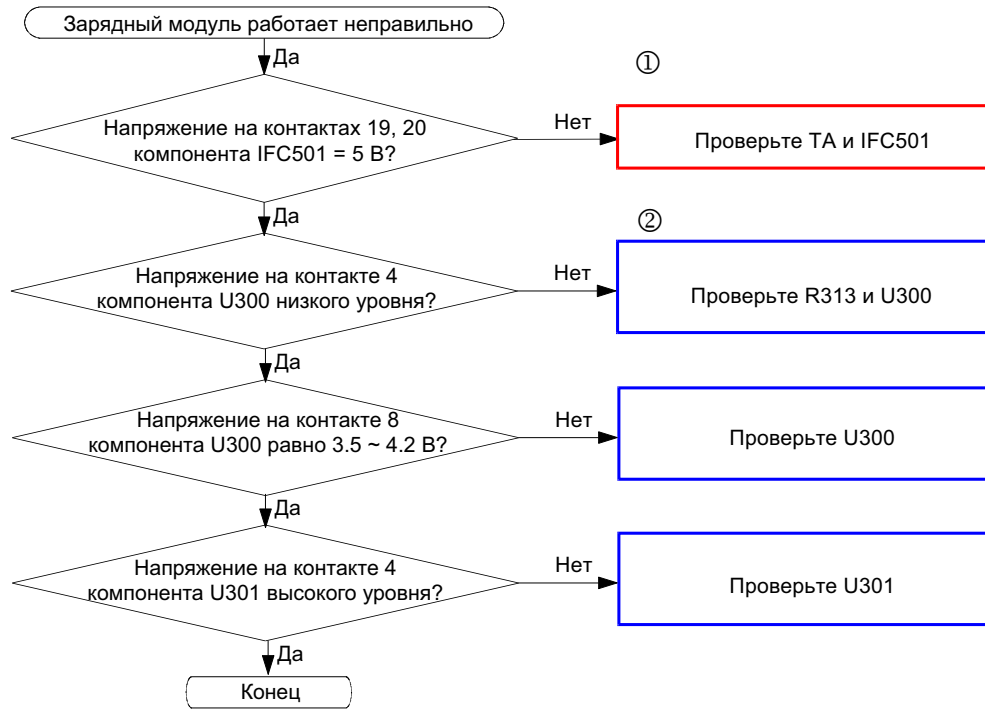 Зарядный модуль работает неправильно
Да
①
Напряжение на контактах 19, 20
компонента IFC501 = 5 В?
Нет
Проверьте TA и IFC501
Да
②
Напряжение на контакте 4
компонента U300 низкого уровня?
Нет
Проверьте R313 и U300
Да
Напряжение на контакте 8
компонента U300 равно 3.5 ~ 4.2 В?
Нет
Проверьте U300
Да
Напряжение на контакте 4
компонента U301 высокого уровня?
Нет
Проверьте U301
Да
Конец